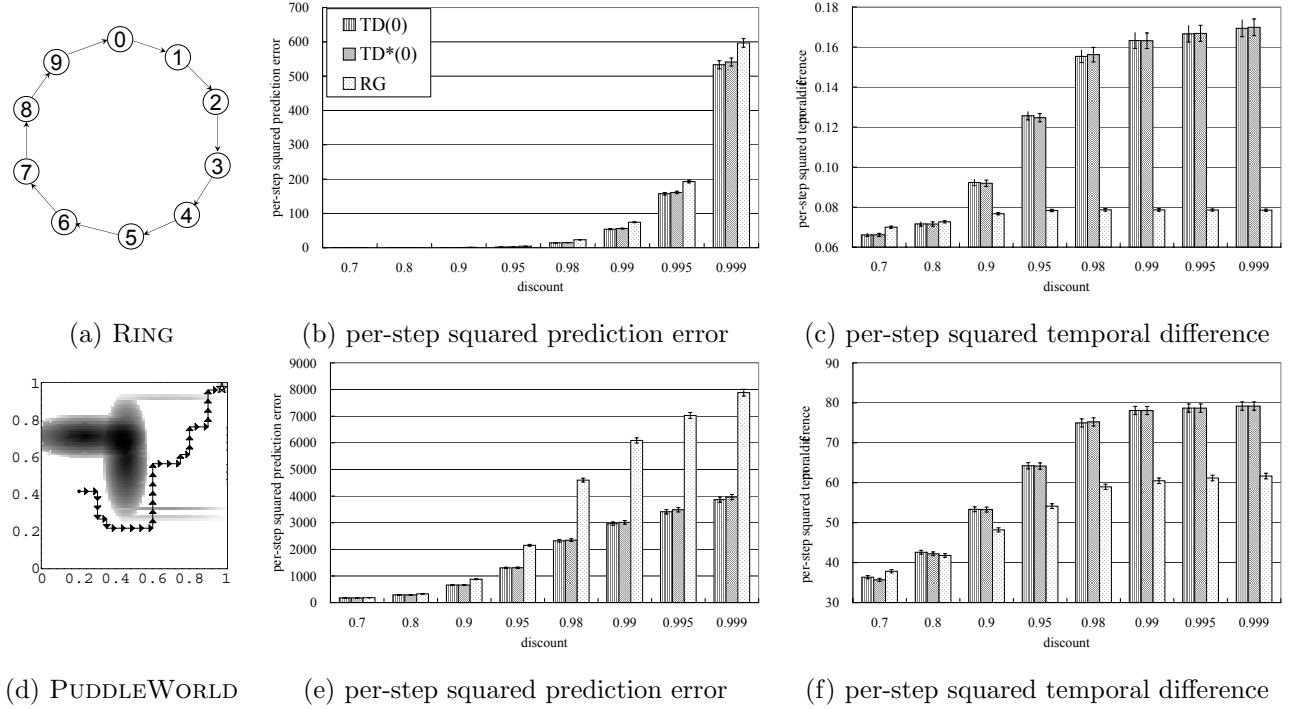 0
1
2
3
4
5
6
7
8
9
(a) RING
TD(0)
TD*(0)
RG
per-step squared prediction error
700
600
500
400
300
200
100
0
0.7 0.8 0.9 0.95 0.98 0.99 0.995 0.999
discount
(b) per-step squared prediction error
per-step squared temporal difference
0.18
0.16
0.14
0.12
0.10
0.08
0.06
0.7 0.8 0.9 0.95 0.98 0.99 0.995 0.999
discount
(c) per-step squared temporal difference
1
0.8
0.6
0.4
0.2
0
0 0.2 0.4 0.6 0.8 1
(d) PUDDLEWORLD
per-step squared prediction error
9000
8000
7000
6000
5000
4000
3000
2000
1000
0
0.7 0.8 0.9 0.95 0.98 0.99 0.995 0.999
discount
(e) per-step squared prediction error
per-step squared temporal difference
90
80
70
60
50
40
30
0.7 0.8 0.9 0.95 0.98 0.99 0.995 0.999
discount
(f) per-step squared temporal difference